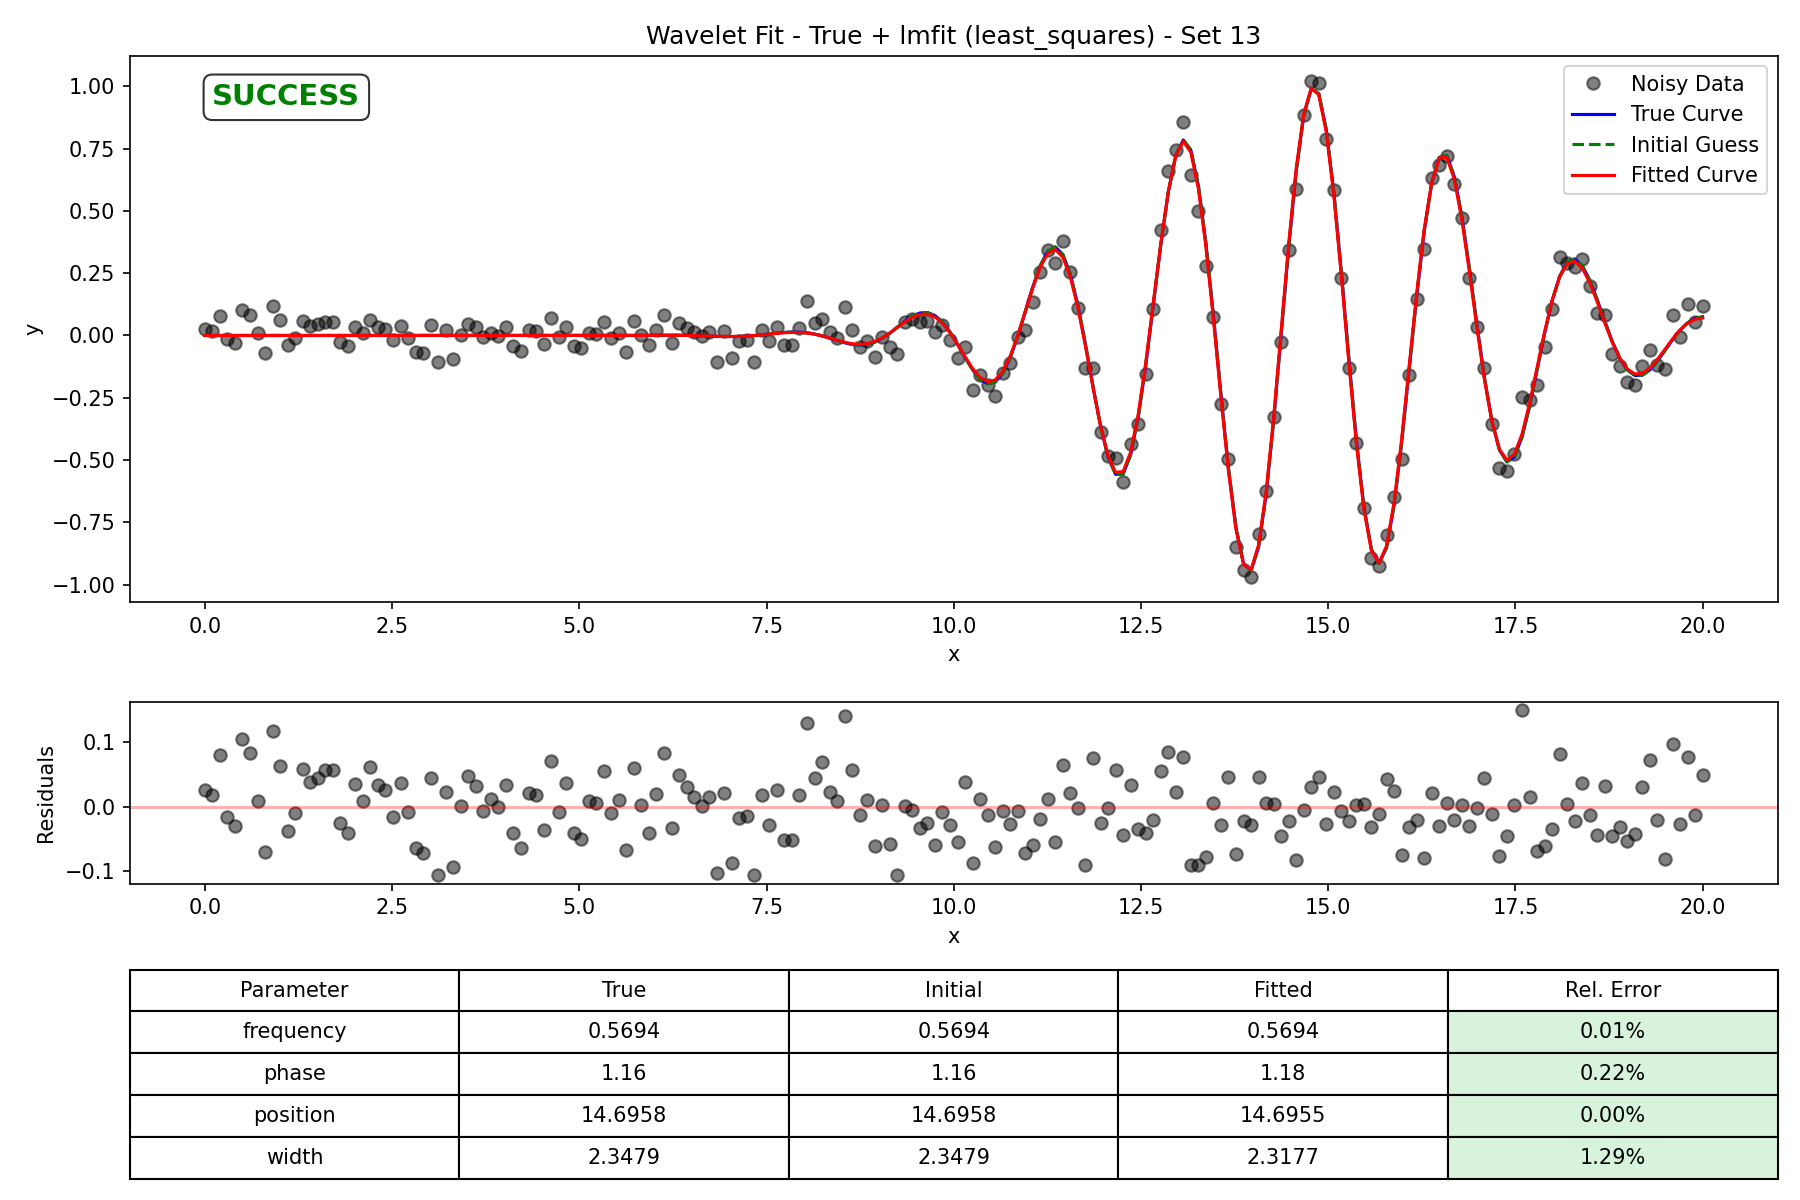 Wavelet Fit - True + lmfit (least_squares) - Set 13
SUCCESS
Noisy Data
True Curve
Initial Guess
Fitted Curve
1.00
0.75
0.50
0.25
0.00
−0.25
−0.50
−0.75
−1.00
y
0.0 2.5 5.0 7.5 10.0 12.5 15.0 17.5 20.0
x
0.1
0.0
−0.1
Residuals
0.0 2.5 5.0 7.5 10.0 12.5 15.0 17.5 20.0
x
Parameter True Initial Fitted Rel. Error
frequency 0.5694 0.5694 0.5694 0.01%
phase 1.16 1.16 1.18 0.22%
position 14.6958 14.6958 14.6955 0.00%
width 2.3479 2.3479 2.3177 1.29%